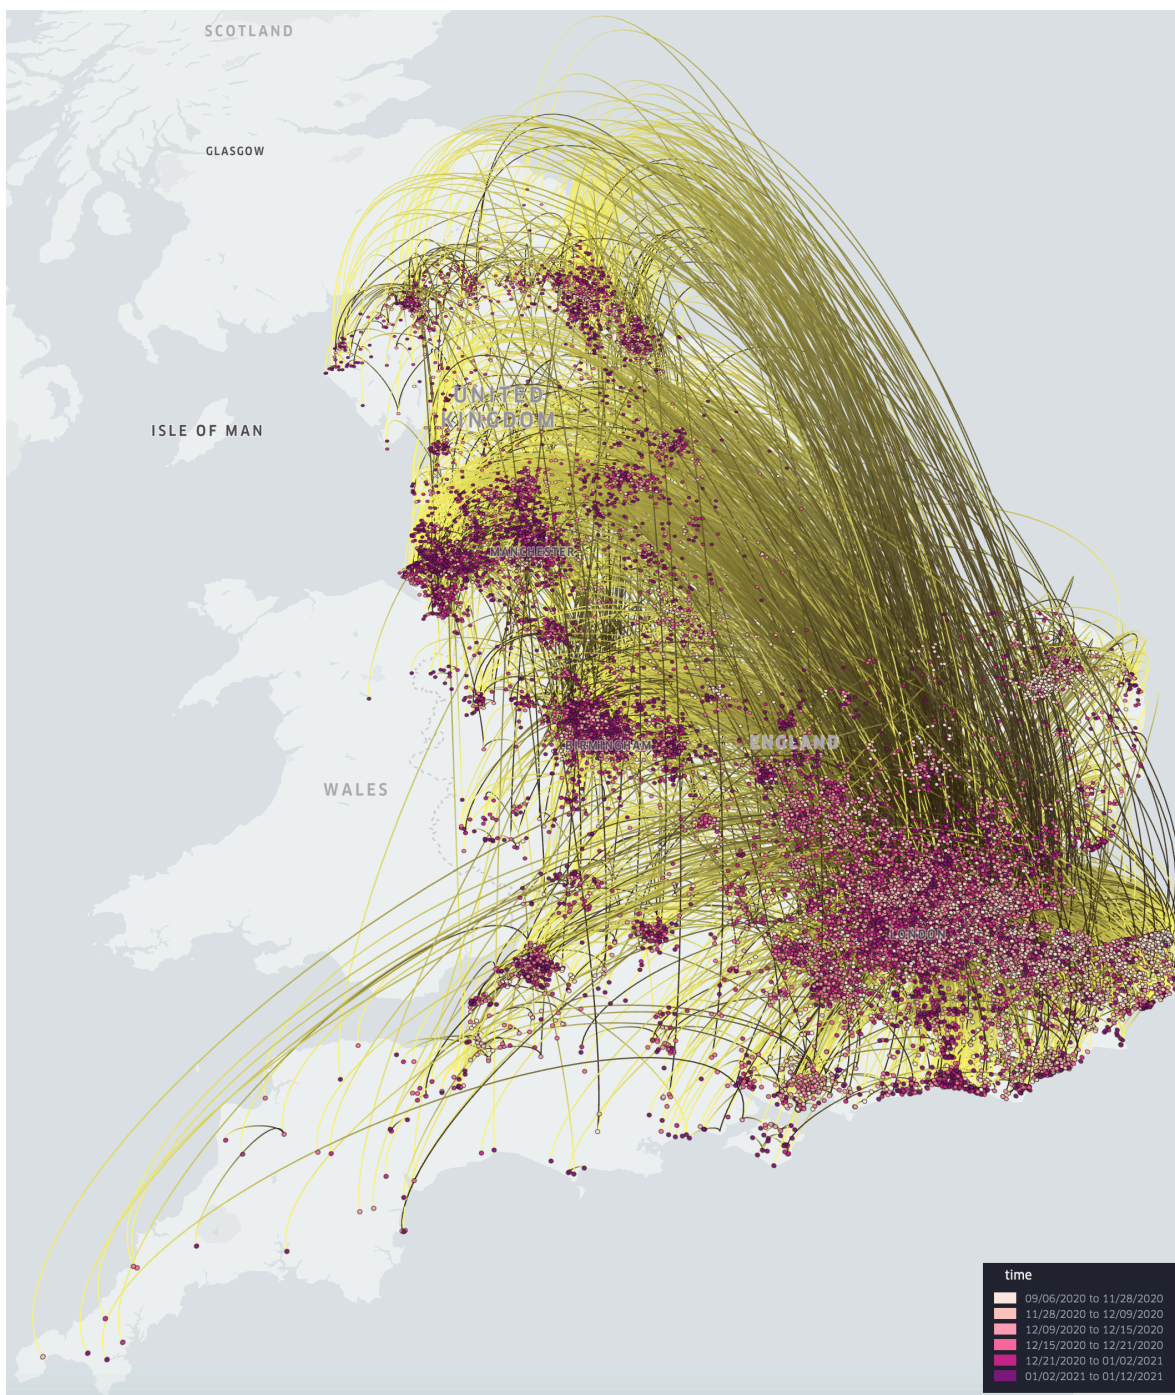 SCOTLAND
GLASGOW
UNITED
KINGDOM
ISLE OF MAN
MANCHESTER
BIRMINGHAM
ENGLAND
WALES
LONDON
time
09/06/2020 to 11/28/2020
11/28/2020 to 12/09/2020
12/09/2020 to 12/15/2020
12/15/2020 to 12/21/2020
12/21/2020 to 01/02/2021
01/02/2021 to 01/12/2021